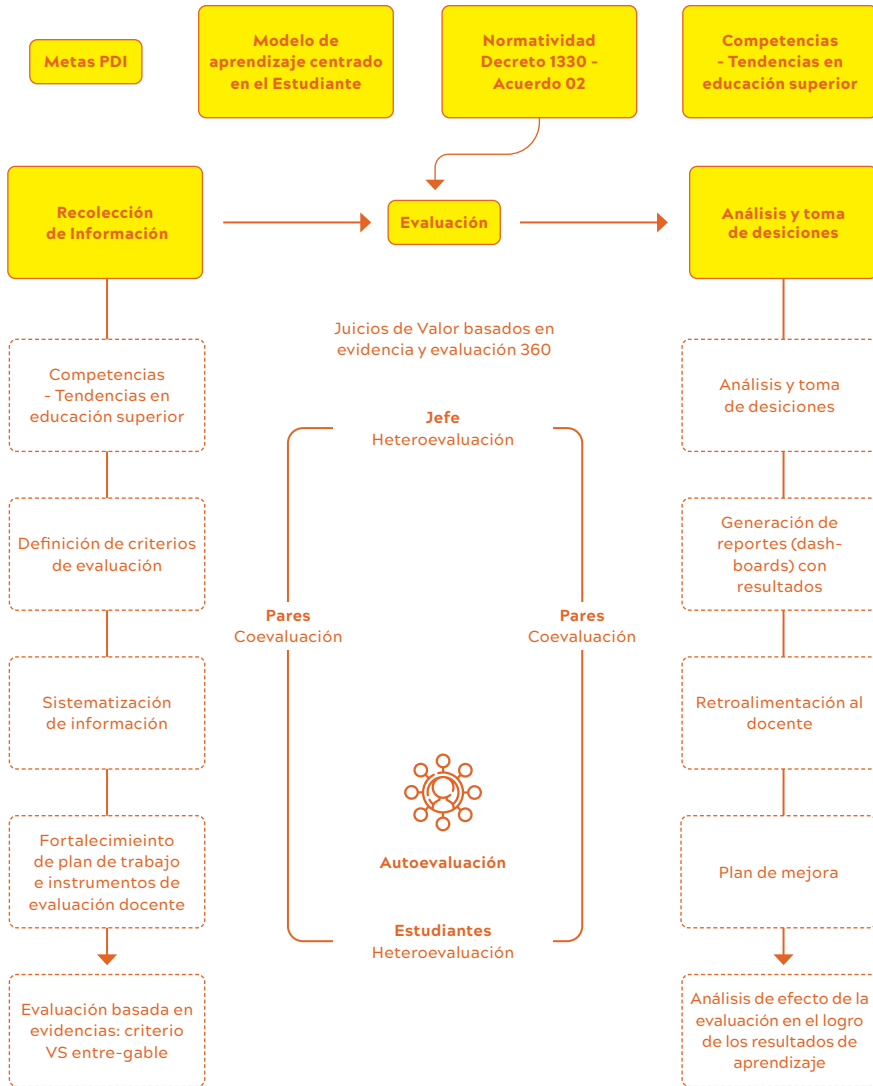 Metas PDI
Modelo de
aprendizaje centrado
en el Estudiante
Normatividad
Decreto 1330 -
Acuerdo 02
Competencias
- Tendencias en
educación superior
Recolección
de Información
Evaluación
Análisis y toma
de desiciones
Juicios de Valor basados en
evidencia y evaluación 360
Competencias
- Tendencias en
educación superior
Definición de criterios
de evaluación
Sistematización
de información
Fortalecimieinto
de plan de trabajo
e instrumentos de
evaluación docente
Evaluación basada en
evidencias: criterio
VS entre-gable
Jefe
Heteroevaluación
Pares
Coevaluación
Pares
Coevaluación
Autoevaluación
Estudiantes
Heteroevaluación
Análisis y toma
de desiciones
Generación de
reportes (dash-
boards) con
resultados
Retroalimentación al
docente
Plan de mejora
Análisis de efecto de la
evaluación en el logro
de los resultados de
aprendizaje